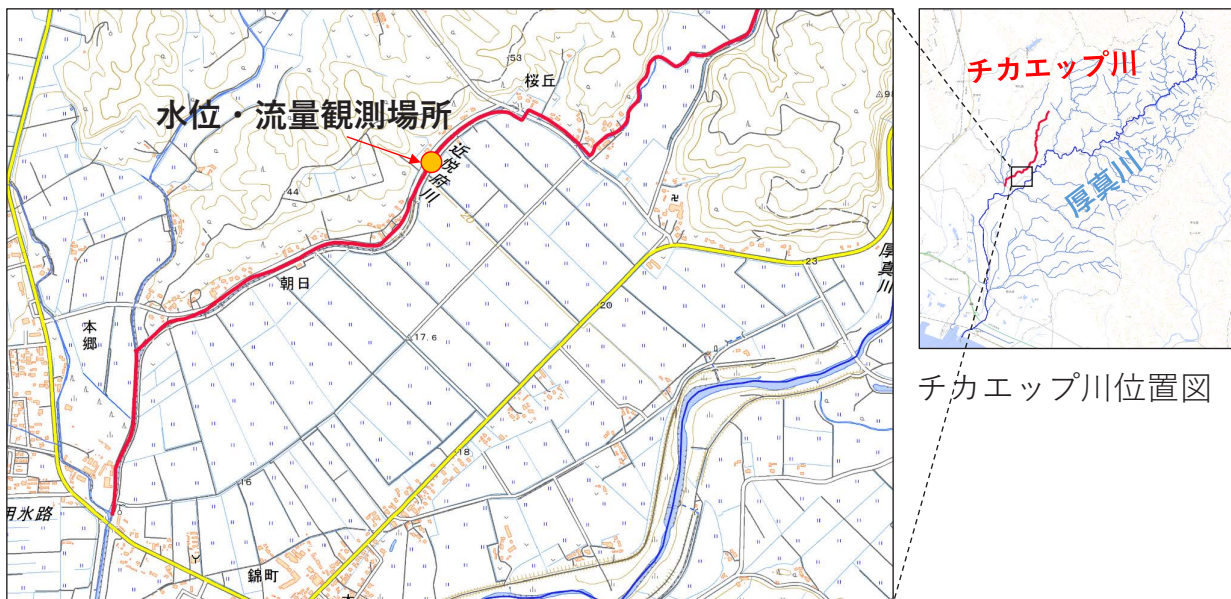 53
桜丘
水位・流量観測場所
近悦府川
20
44
卍
23
厚真川
朝日
20
本郷
17.6
18
16
用水路
錦町
チカエップ川
厚真川
チカエップ川位置図